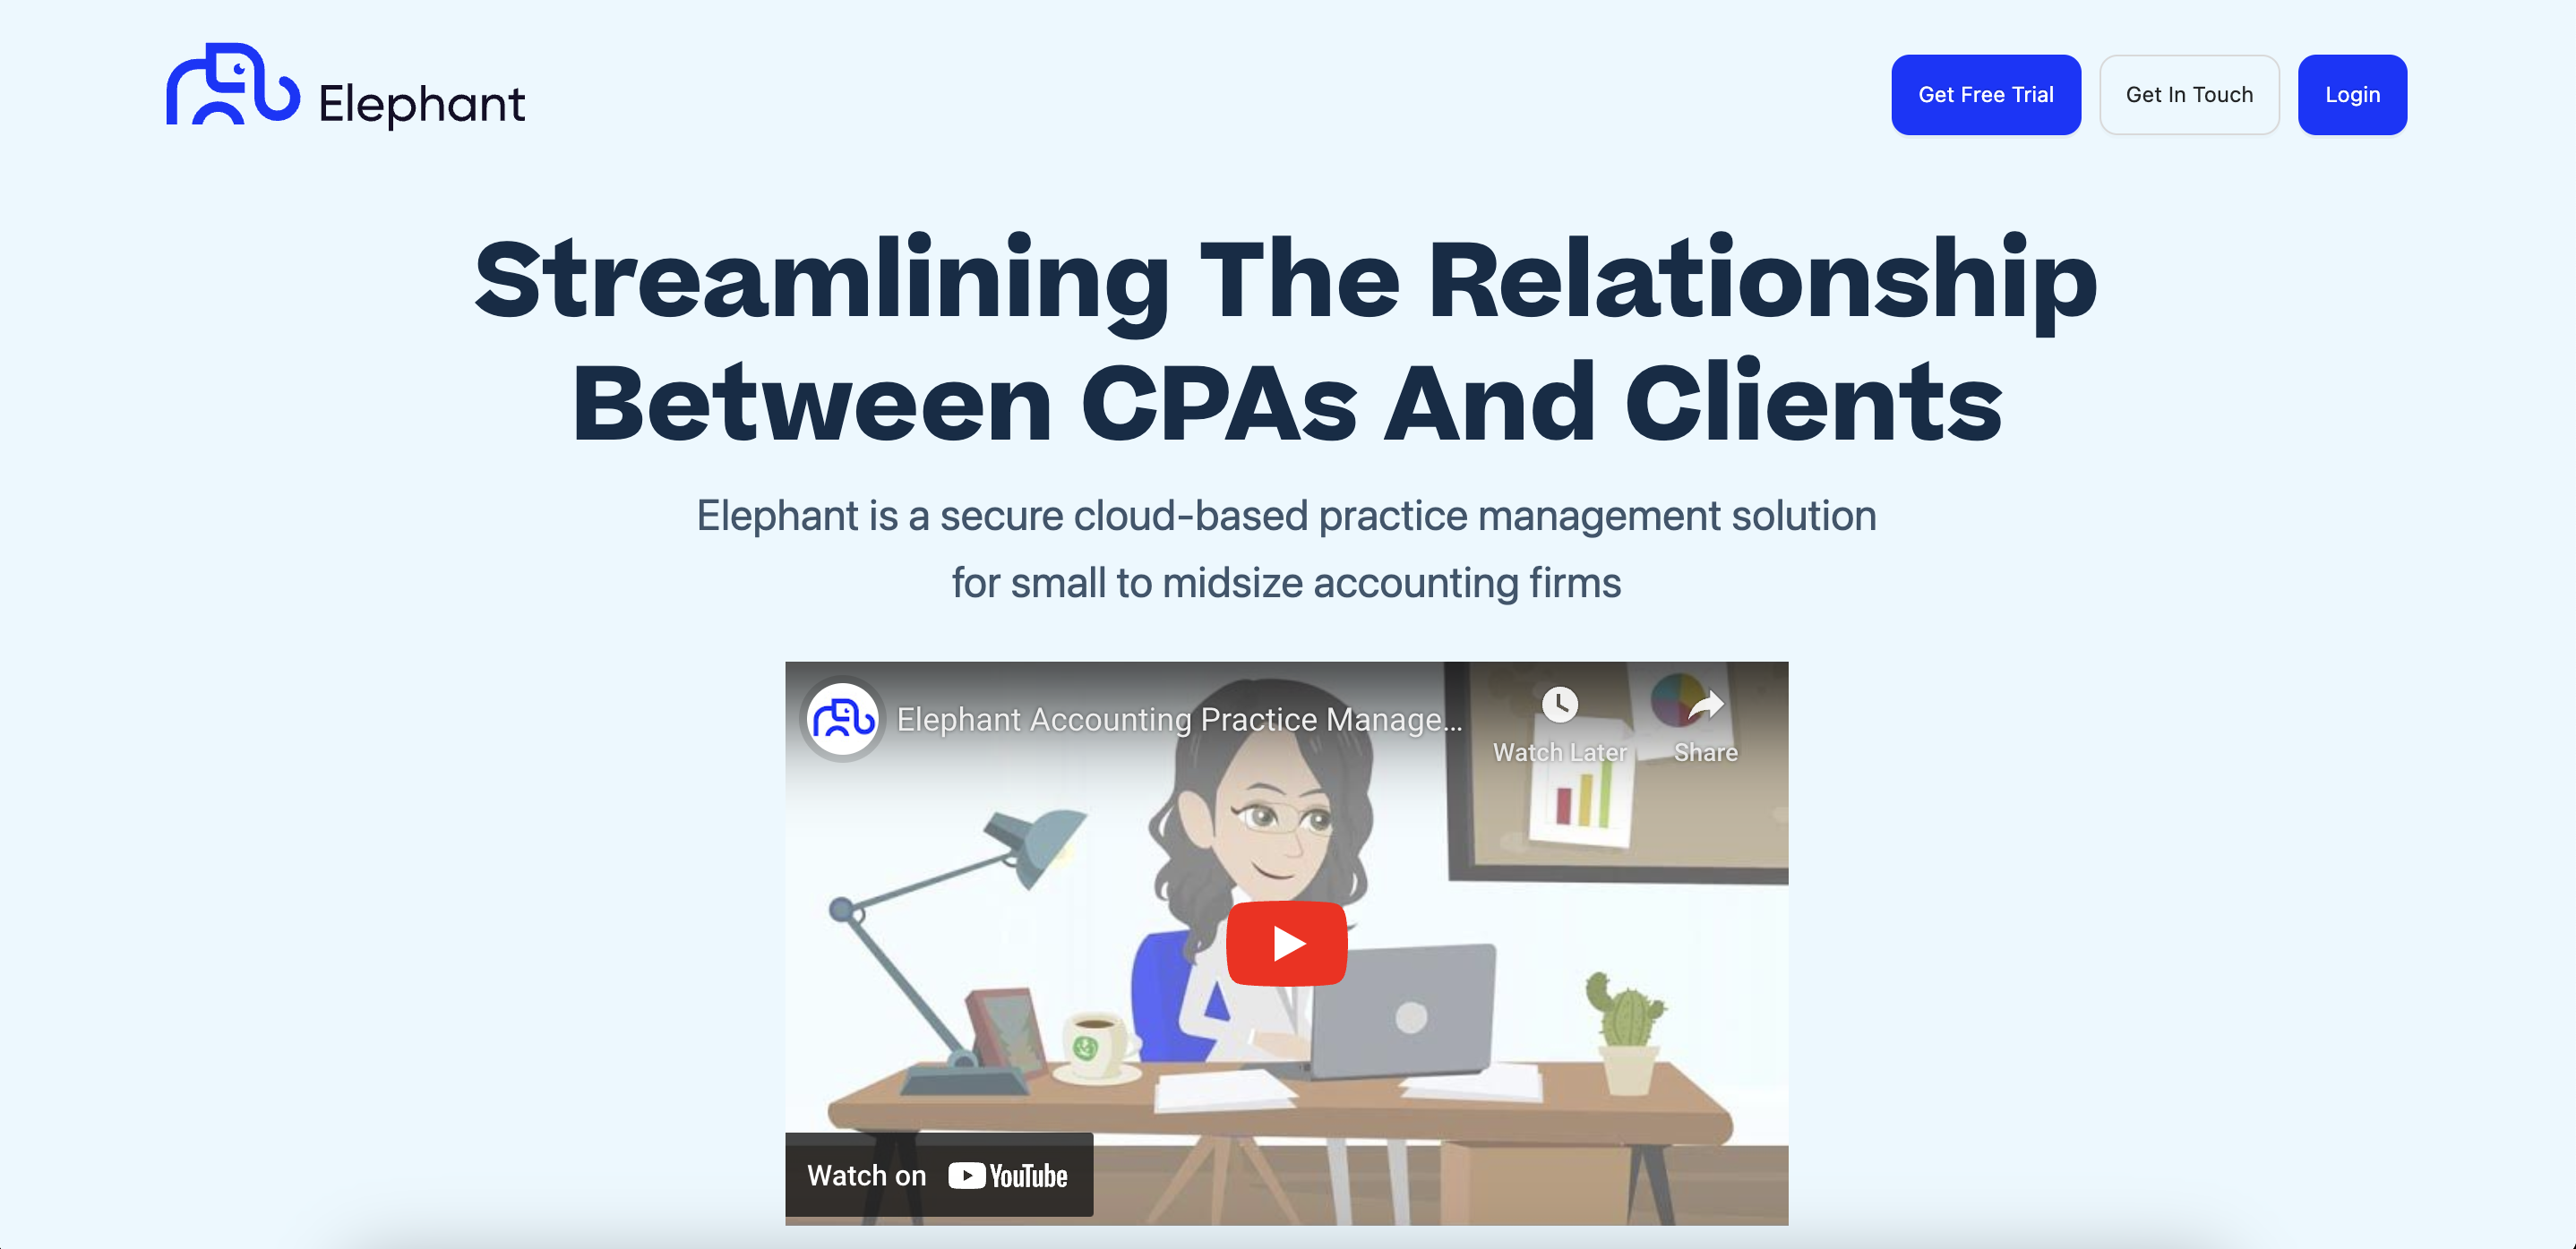 Elephant
Get Free Trial
Get In Touch
Login
Streamlining The Relationship
Between CPAs And Clients
Elephant is a secure cloud-based practice management solution
for small to midsize accounting firms
Elephant Accounting Practice Manage...
Watch Later
Share
Watch on YouTube